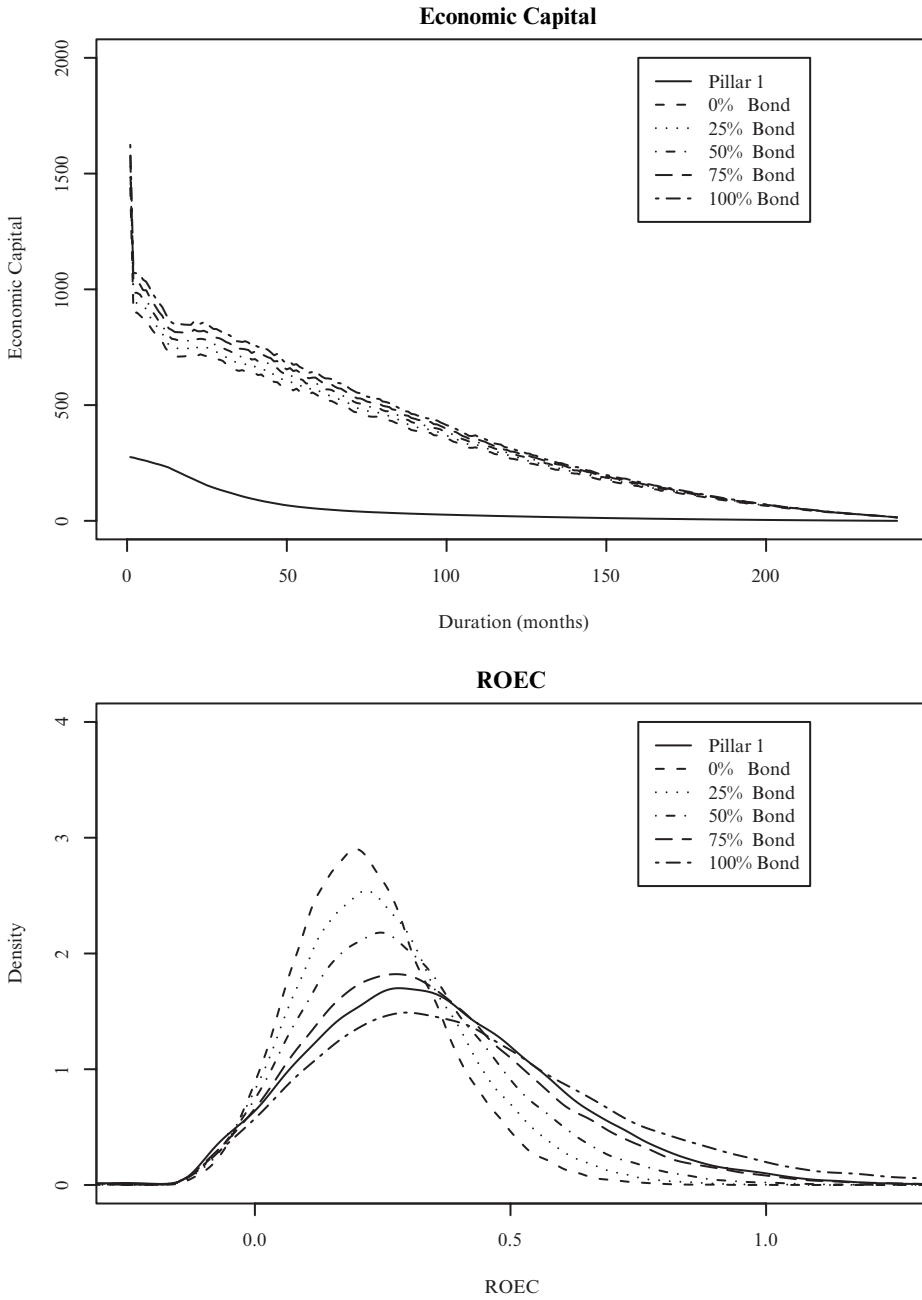 Economic Capital
Economic Capital
2000
1500
1000
500
0
Pillar 1
0% Bond
25% Bond
50% Bond
75% Bond
100% Bond
0 50 100 150 200
Duration (months)
ROEC
Density
4
3
2
1
0
Pillar 1
0% Bond
25% Bond
50% Bond
75% Bond
100% Bond
0.0 0.5 1.0
ROEC